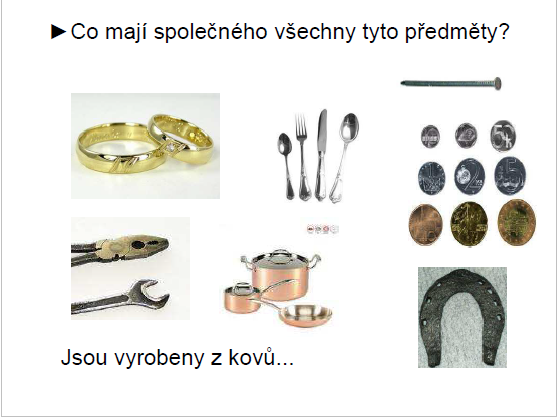 ►Co mají společného všechny tyto předměty?
Jsou vyrobeny z kovů...